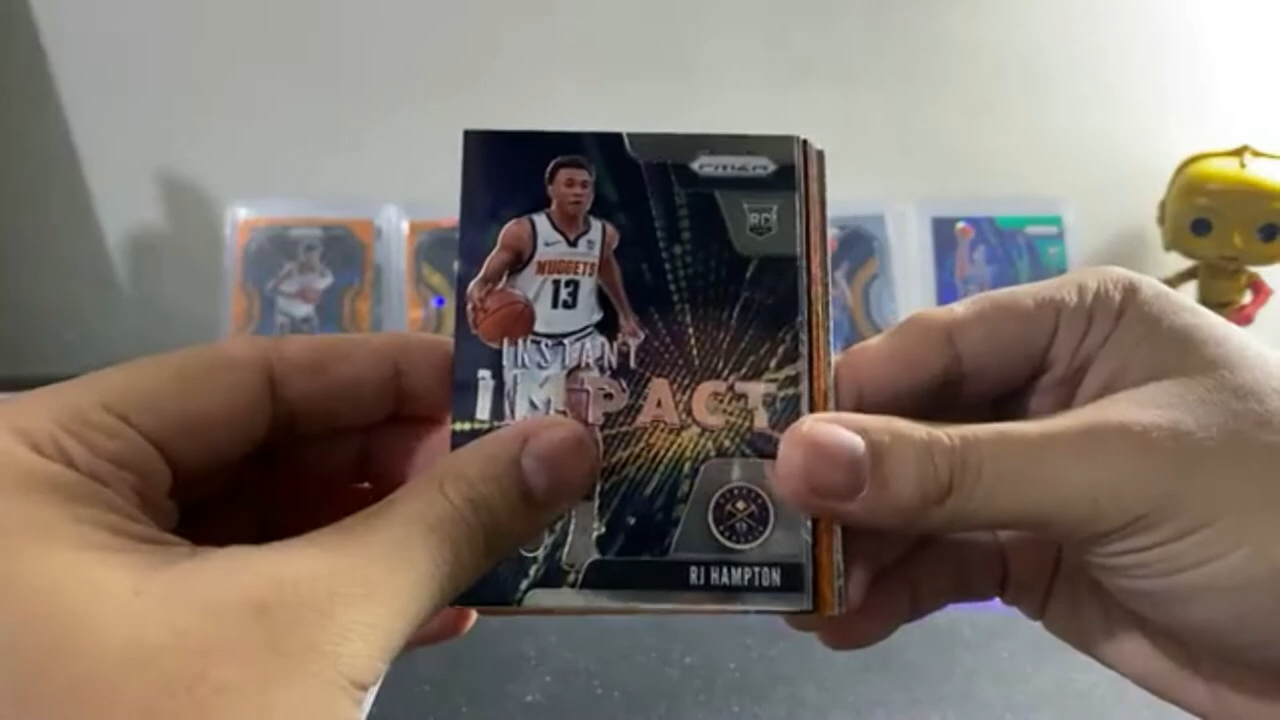 PRIZM
RC
NUGGETS
13
INSTANT
IMPACT
RJ HAMPTON